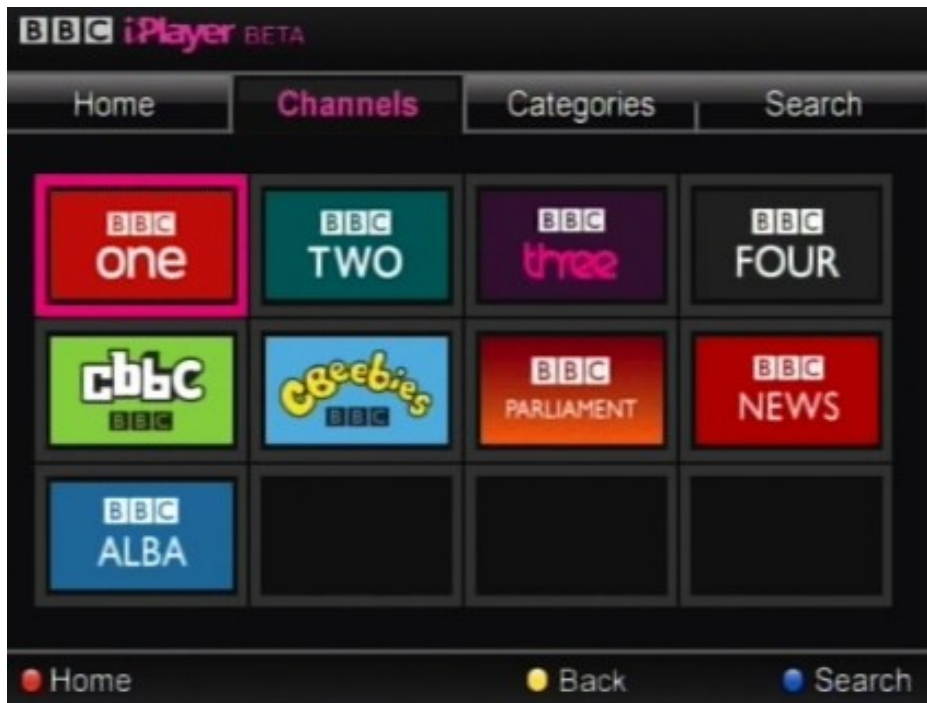 BBC iPlayer BETA
Home Channels Categories Search
BBC one
BBC TWO
BBC three
BBC FOUR
cbbc BBC
CBeebies BBC
BBC PARLIAMENT
BBC NEWS
BBC ALBA
Home Back Search